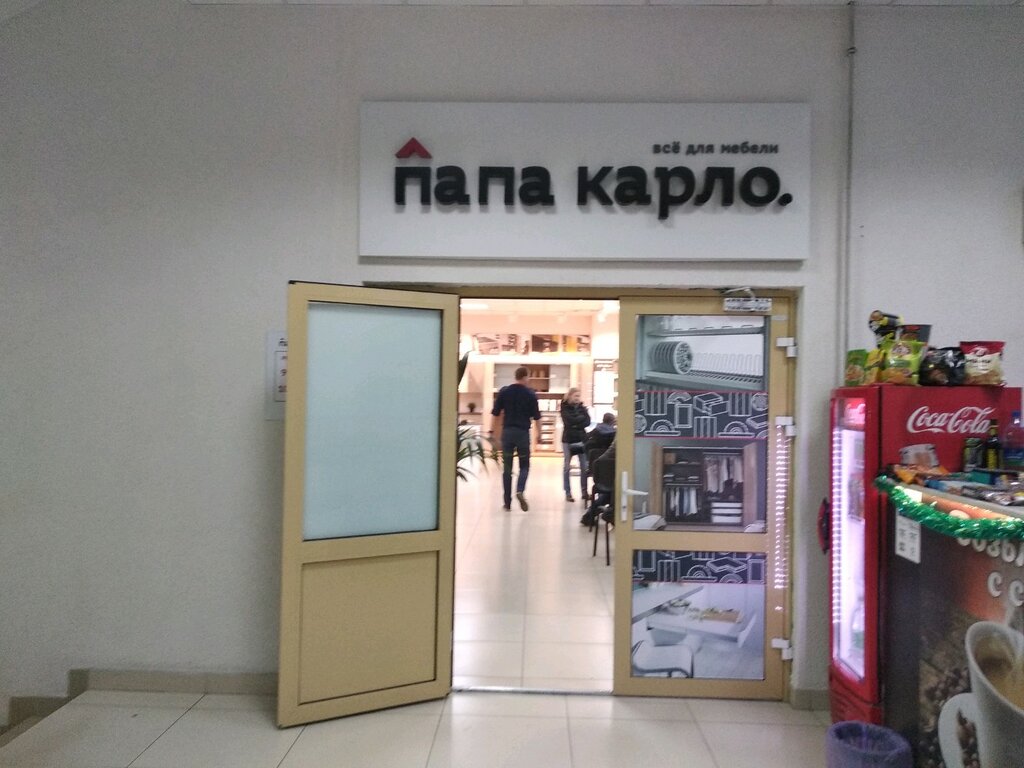 всё для мебели
папа карло.
Coca-Cola